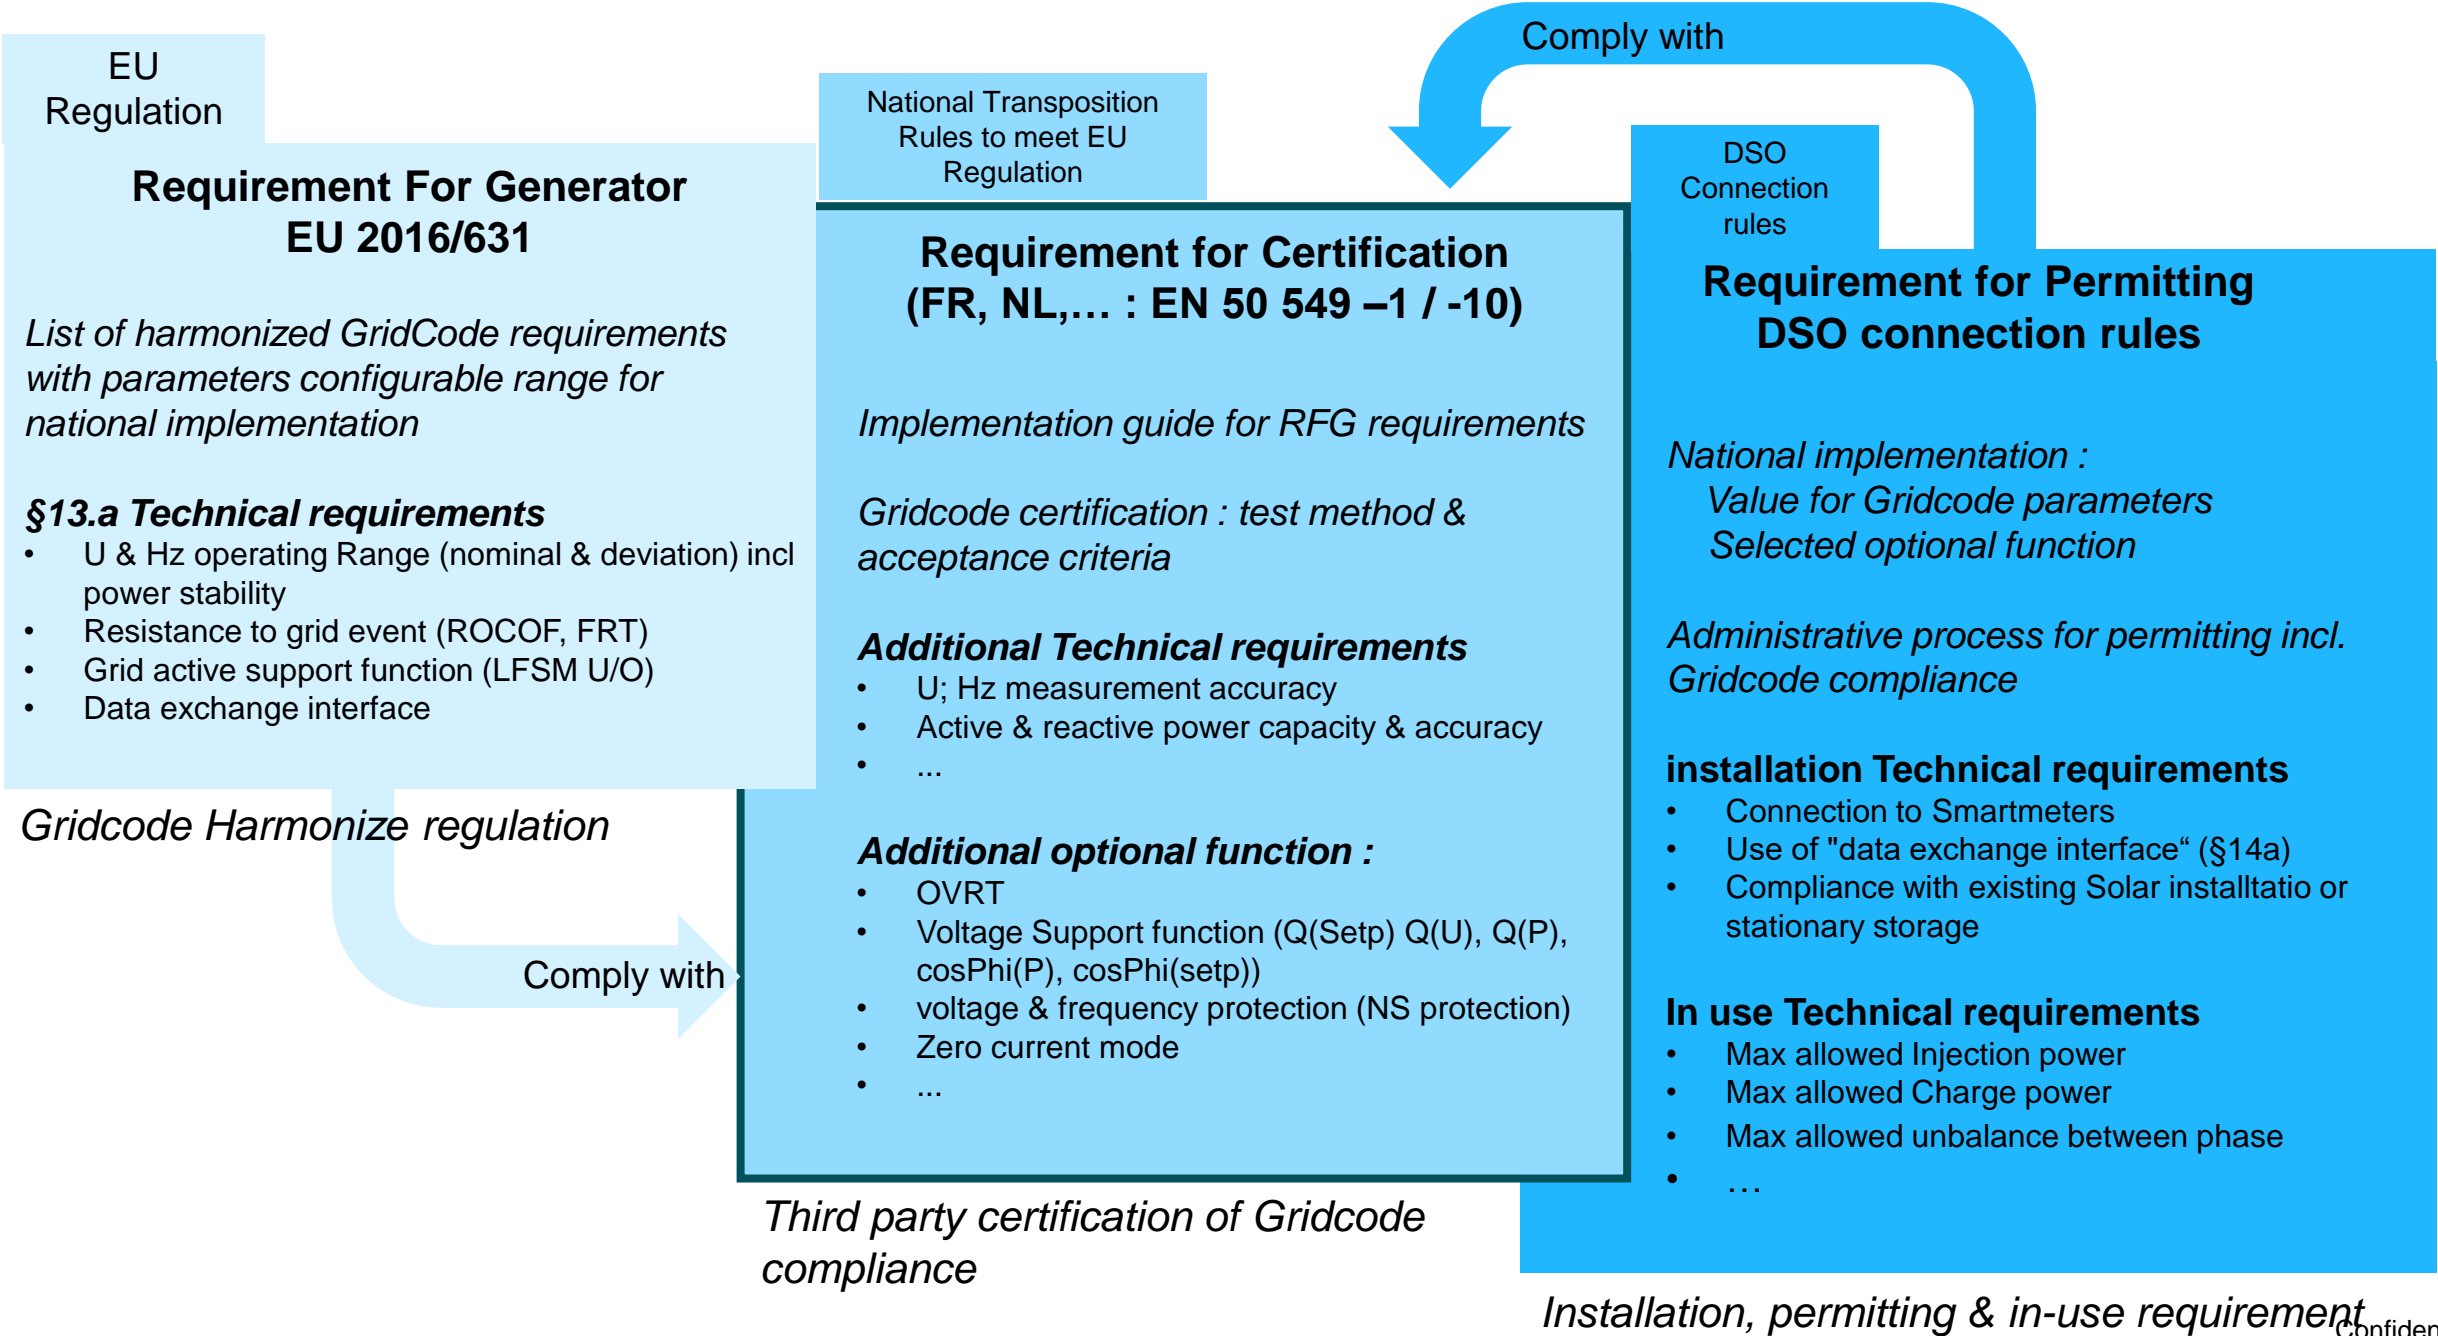 EU
Regulation
Requirement For Generator
EU 2016/631
List of harmonized GridCode requirements
with parameters configurable range for
national implementation
§13.a Technical requirements
• U & Hz operating Range (nominal & deviation) incl
power stability
• Resistance to grid event (ROCOF, FRT)
• Grid active support function (LFSM U/O)
• Data exchange interface
Gridcode Harmonize regulation
Comply with
National Transposition
Rules to meet EU
Regulation
Requirement for Certification
(FR, NL,… : EN 50 549 –1 / -10)
Implementation guide for RFG requirements
Gridcode certification : test method &
acceptance criteria
Additional Technical requirements
• U; Hz measurement accuracy
• Active & reactive power capacity & accuracy
• ...
Additional optional function :
• OVRT
• Voltage Support function (Q(Setp) Q(U), Q(P),
cosPhi(P), cosPhi(setp))
• voltage & frequency protection (NS protection)
• Zero current mode
• ...
Third party certification of Gridcode
compliance
Comply with
DSO
Connection
rules
Requirement for Permitting
DSO connection rules
National implementation :
Value for Gridcode parameters
Selected optional function
Administrative process for permitting incl.
Gridcode compliance
installation Technical requirements
• Connection to Smartmeters
• Use of "data exchange interface“ (§14a)
• Compliance with existing Solar installtatio or
stationary storage
In use Technical requirements
• Max allowed Injection power
• Max allowed Charge power
• Max allowed unbalance between phase
• …
Installation, permitting & in-use requirement
Confiden